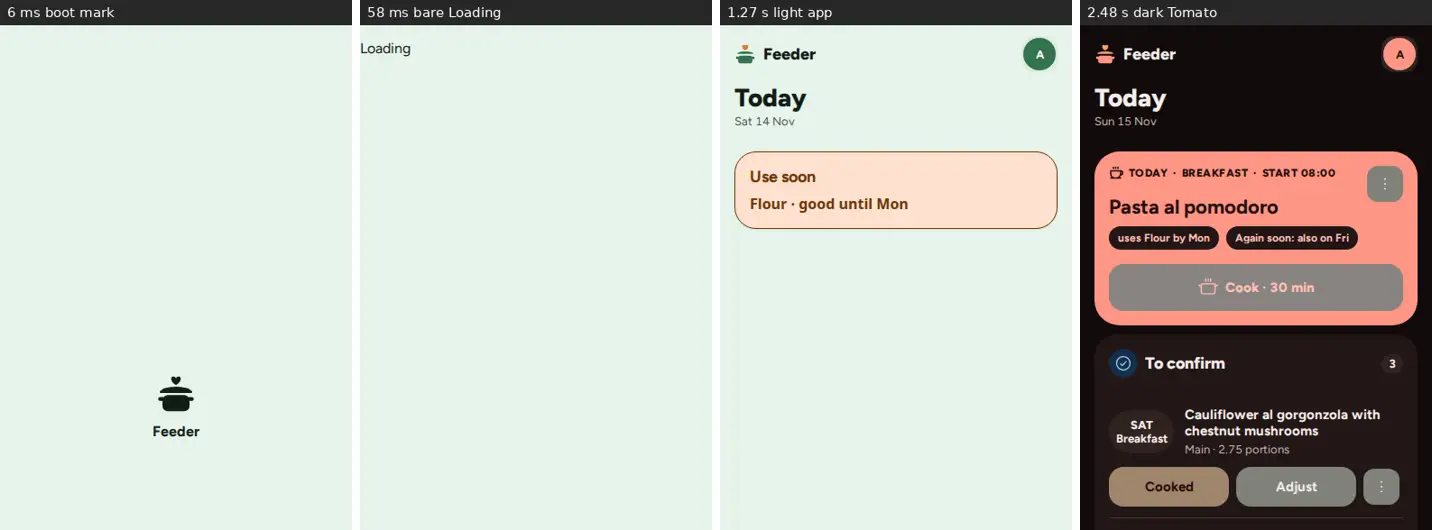 6 ms boot mark
Feeder
58 ms bare Loading
Loading
1.27 s light app
Feeder
A
Today
Sat 14 Nov
Use soon
Flour · good until Mon
2.48 s dark Tomato
Feeder
A
Today
Sun 15 Nov
TODAY · BREAKFAST · START 08:00
Pasta al pomodoro
uses Flour by Mon
Again soon: also on Fri
Cook · 30 min
To confirm
3
SAT
Breakfast
Cauliflower al gorgonzola with
chestnut mushrooms
Main · 2.75 portions
Cooked
Adjust